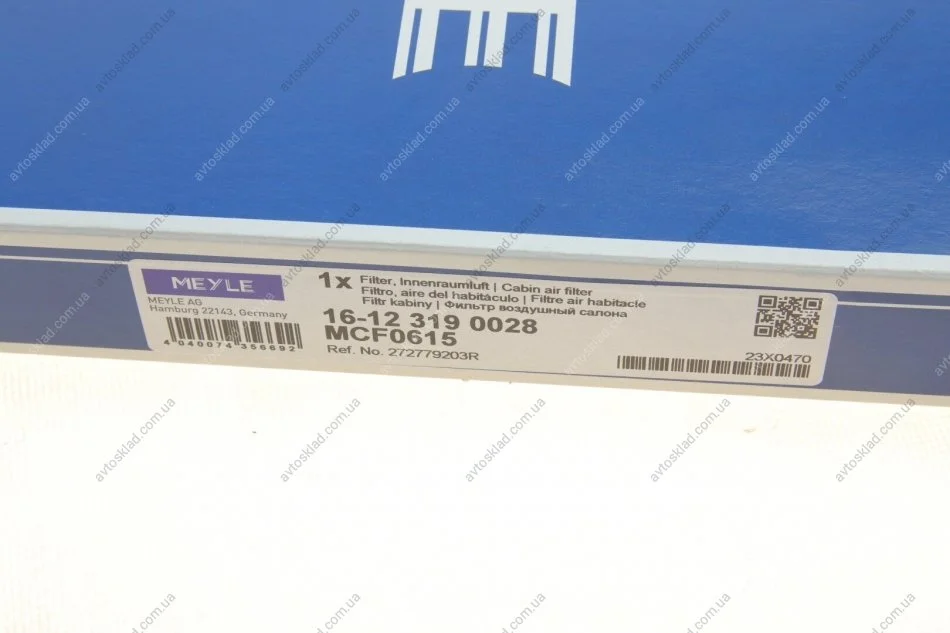 MEYLE
MEYLE AG
Hamburg 22143, Germany
4 040074 356692
1x Filter, Innenraumluft | Cabin air filter
Filtro, aire del habitáculo | Filtre air habitacle
Filtr kabiny | Фильтр воздушный салона
16-12 319 0028
MCF0615
Ref. No. 272779203R
23X0470
avtosklad.com.ua